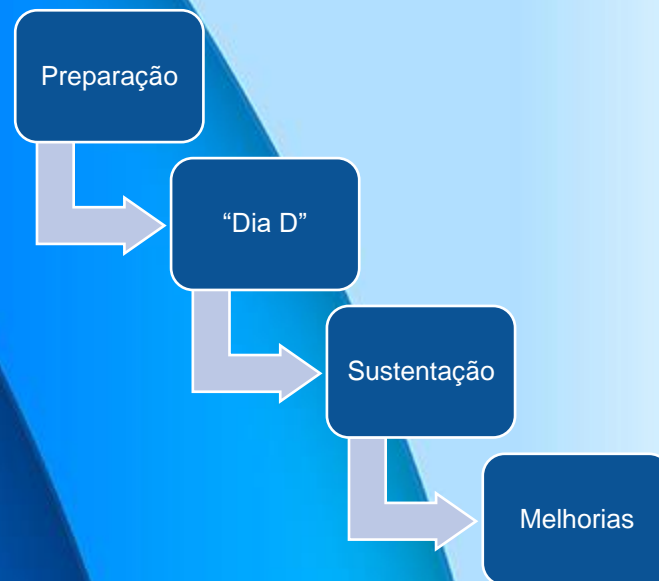 Preparação
“Dia D”
Sustentação
Melhorias